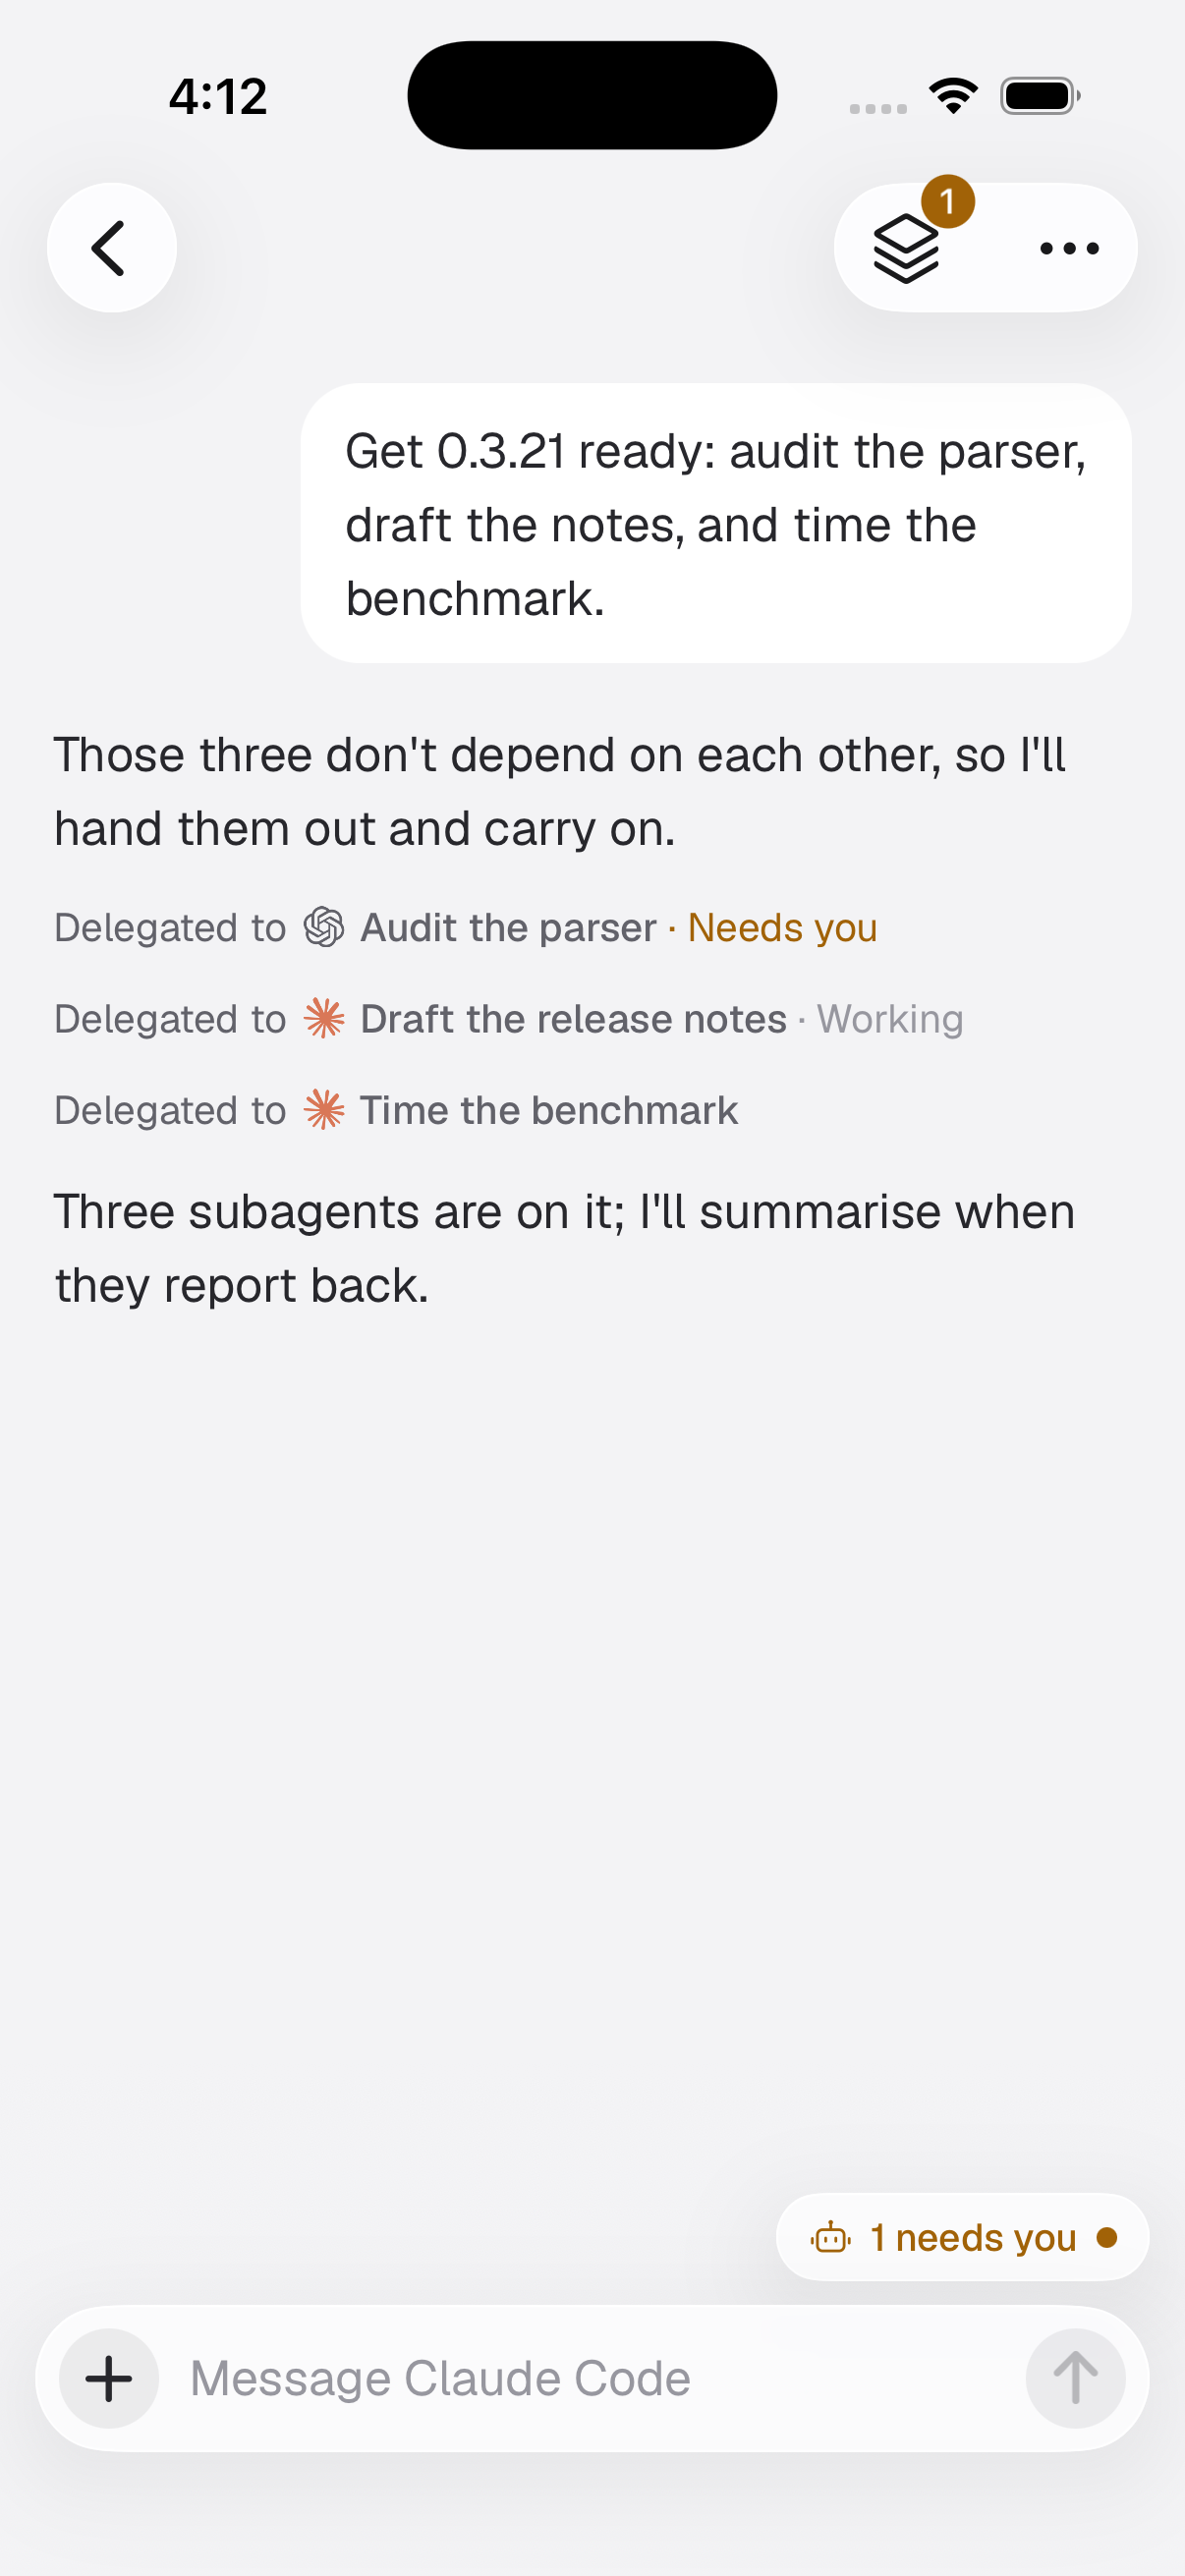 4:12
1
Get 0.3.21 ready: audit the parser,
draft the notes, and time the
benchmark.
Those three don't depend on each other, so I'll
hand them out and carry on.
Delegated to Audit the parser · Needs you
Delegated to Draft the release notes · Working
Delegated to Time the benchmark
Three subagents are on it; I'll summarise when
they report back.
1 needs you
Message Claude Code